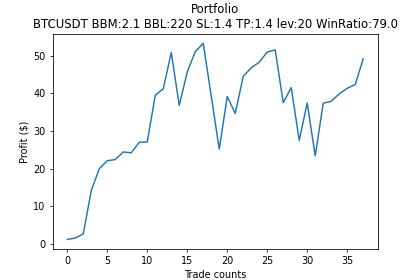 Portfolio
BTCUSDT BBM:2.1 BBL:220 SL:1.4 TP:1.4 lev:20 WinRatio:79.0
Profit ($)
50
40
30
20
10
0
0 5 10 15 20 25 30 35
Trade counts